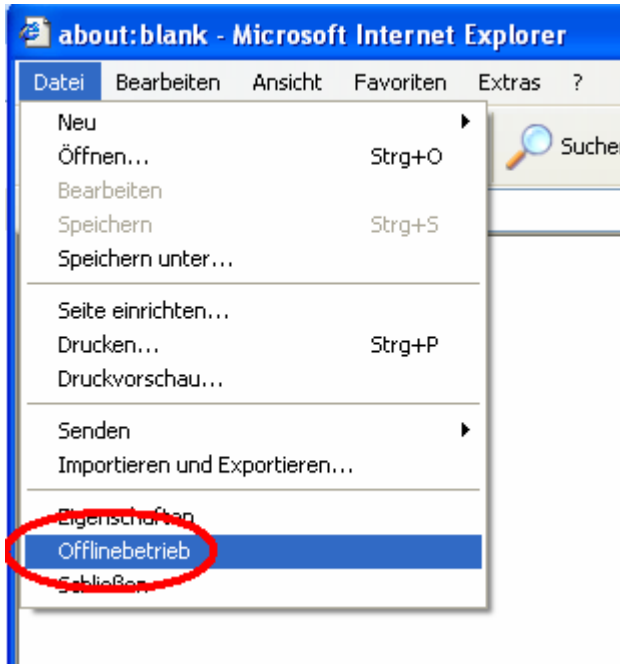 about:blank - Microsoft Internet Explorer
Datei Bearbeiten Ansicht Favoriten Extras ?
Neu
Öffnen... Strg+O
Suchen
Bearbeiten
Speichern Strg+S
Speichern unter...
Seite einrichten...
Drucken... Strg+P
Druckvorschau...
Senden
Importieren und Exportieren...
Eigenschaften
Offlinebetrieb
Schließen